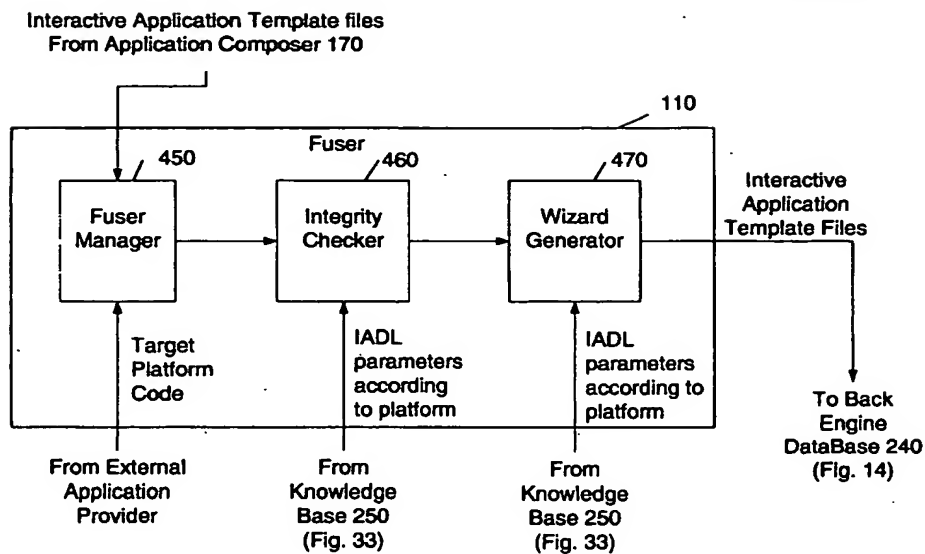 Interactive Application Template files
From Application Composer 170
110
Fuser
450
460
470
Fuser
Manager
Integrity
Checker
Wizard
Generator
Interactive
Application
Template Files
Target
Platform
Code
IADL
parameters
according
to platform
IADL
parameters
according to
platform
To Back
Engine
DataBase 240
(Fig. 14)
From External
Application
Provider
From
Knowledge
Base 250
(Fig. 33)
From
Knowledge
Base 250
(Fig. 33)